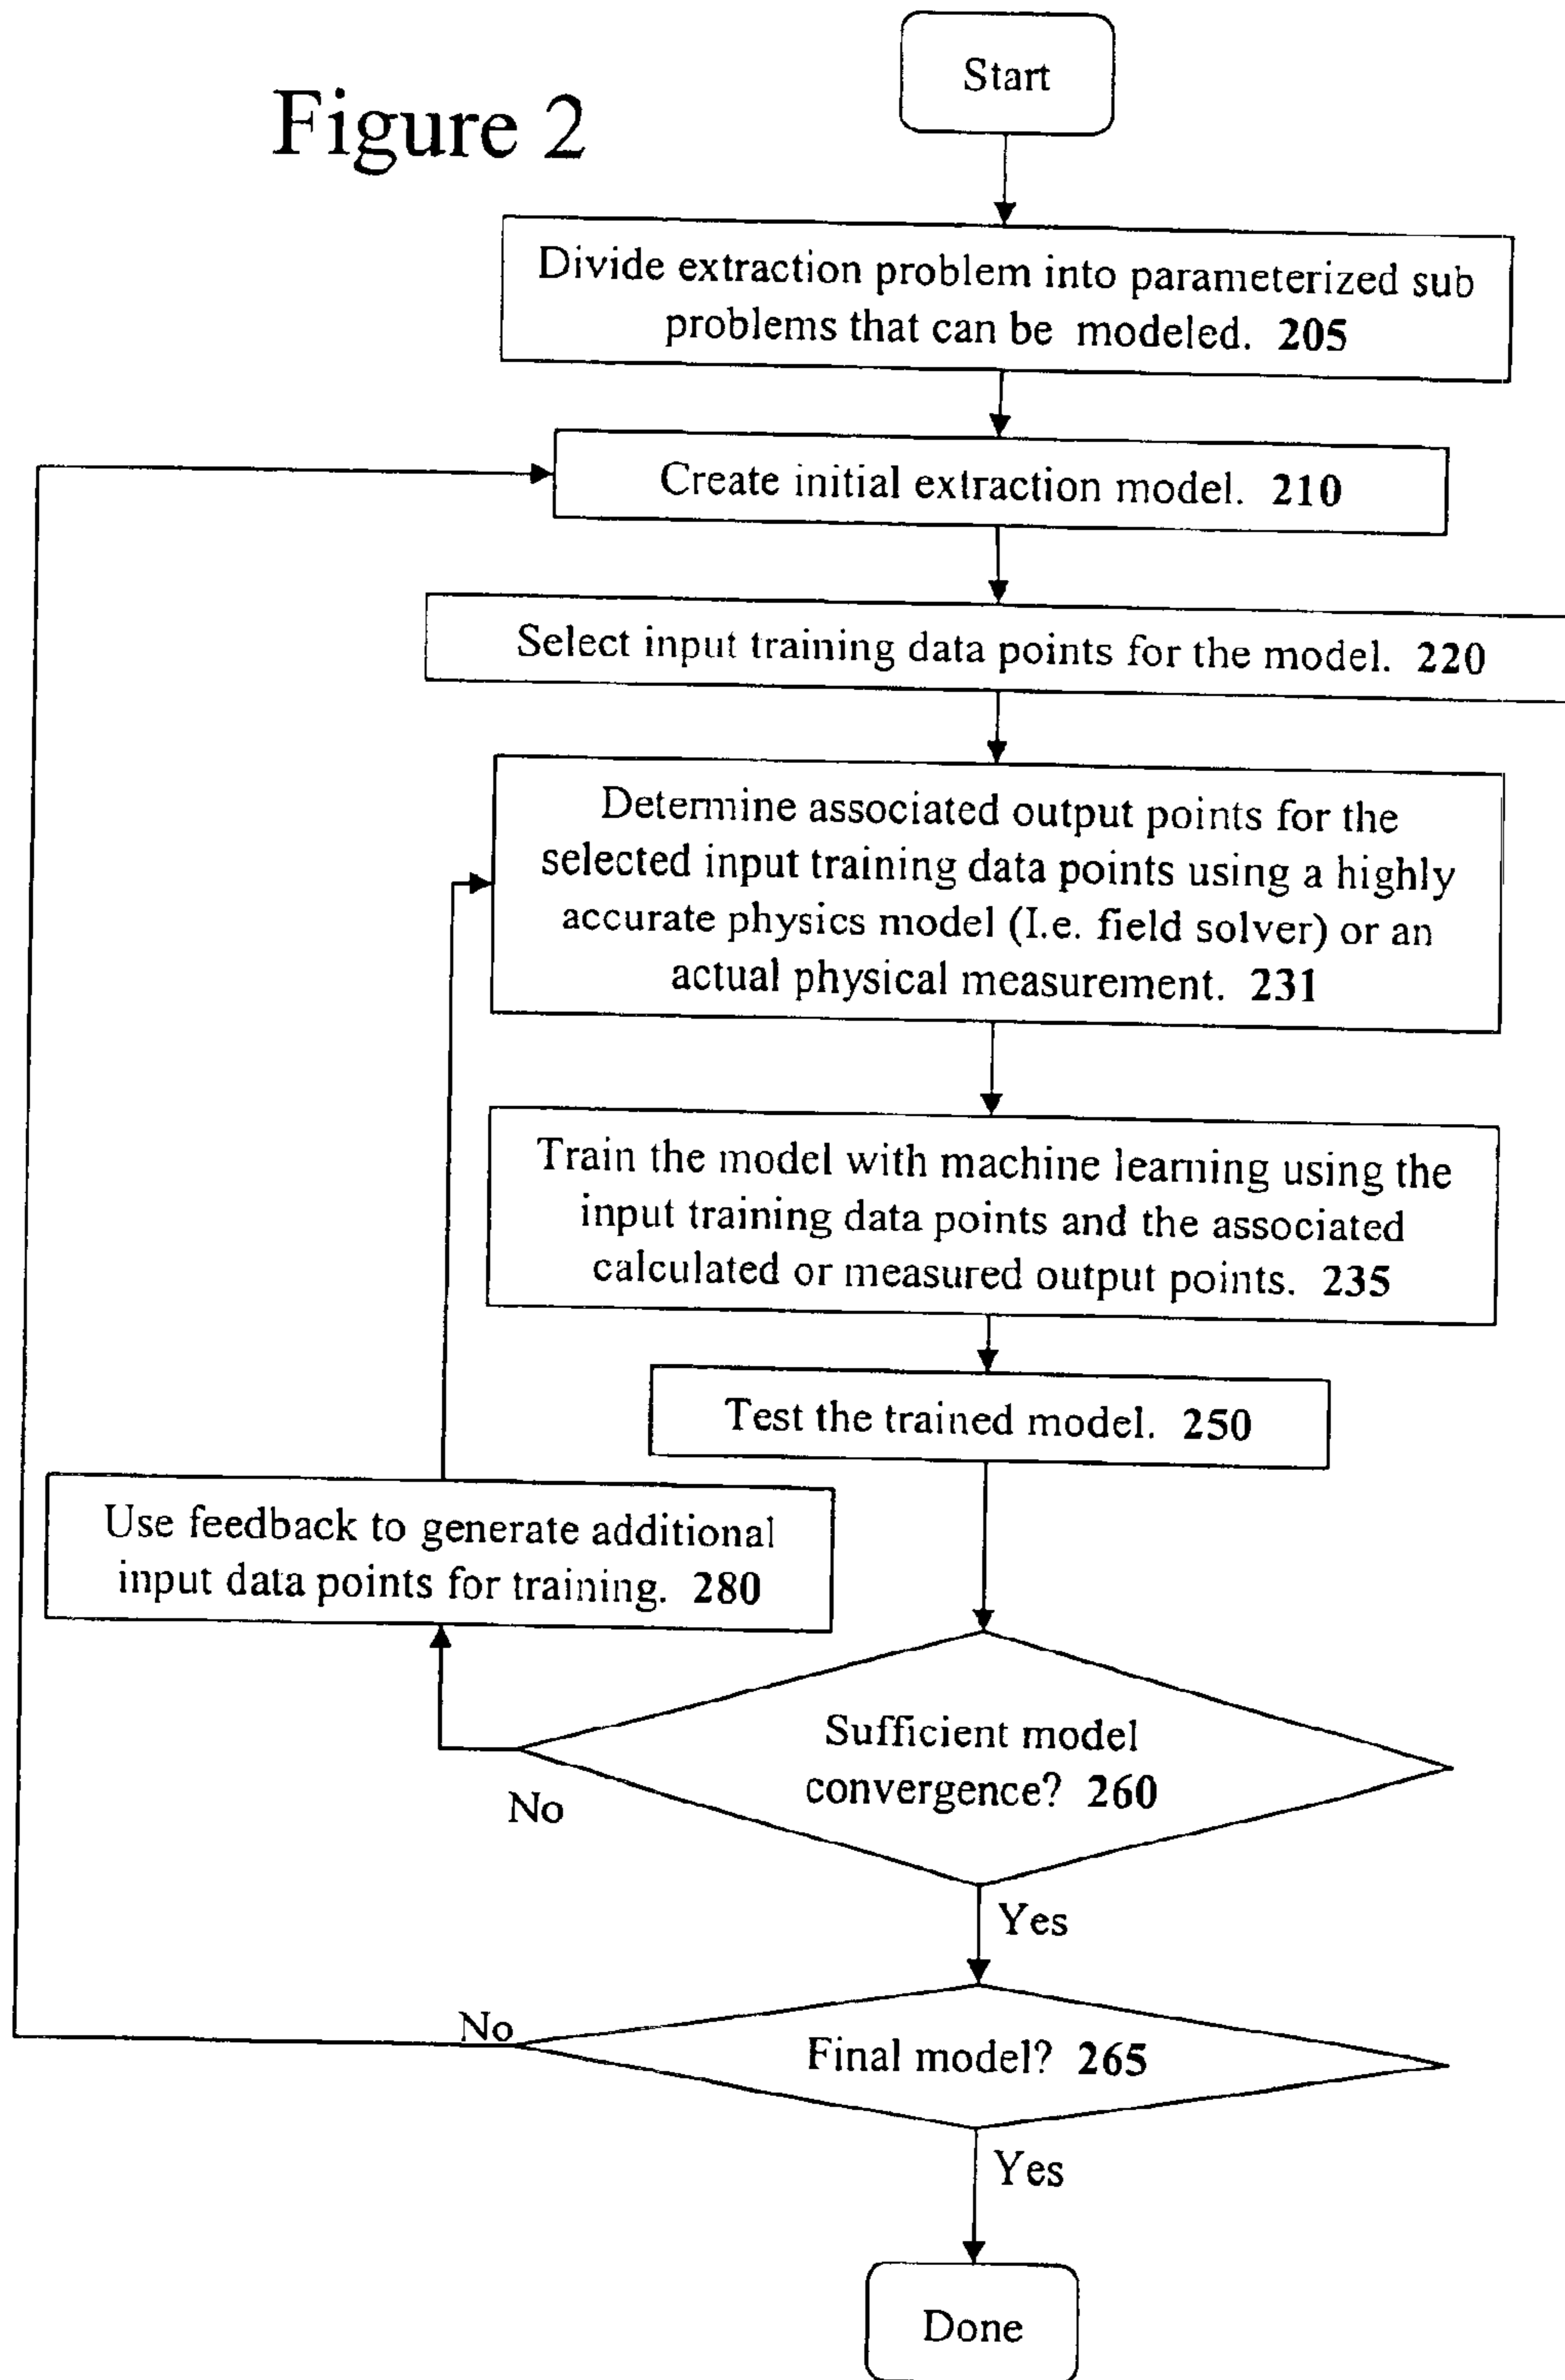 Figure 2
Start
Divide extraction problem into parameterized sub
problems that can be modeled. 205
Create initial extraction model. 210
Select input training data points for the model. 220
Determine associated output points for the
selected input training data points using a highly
accurate physics model (I.e. field solver) or an
actual physical measurement. 231
Train the model with machine learning using the
input training data points and the associated
calculated or measured output points. 235
Test the trained model. 250
Use feedback to generate additional
input data points for training. 280
Sufficient model
convergence? 260
No
Yes
No
Final model? 265
Yes
Done